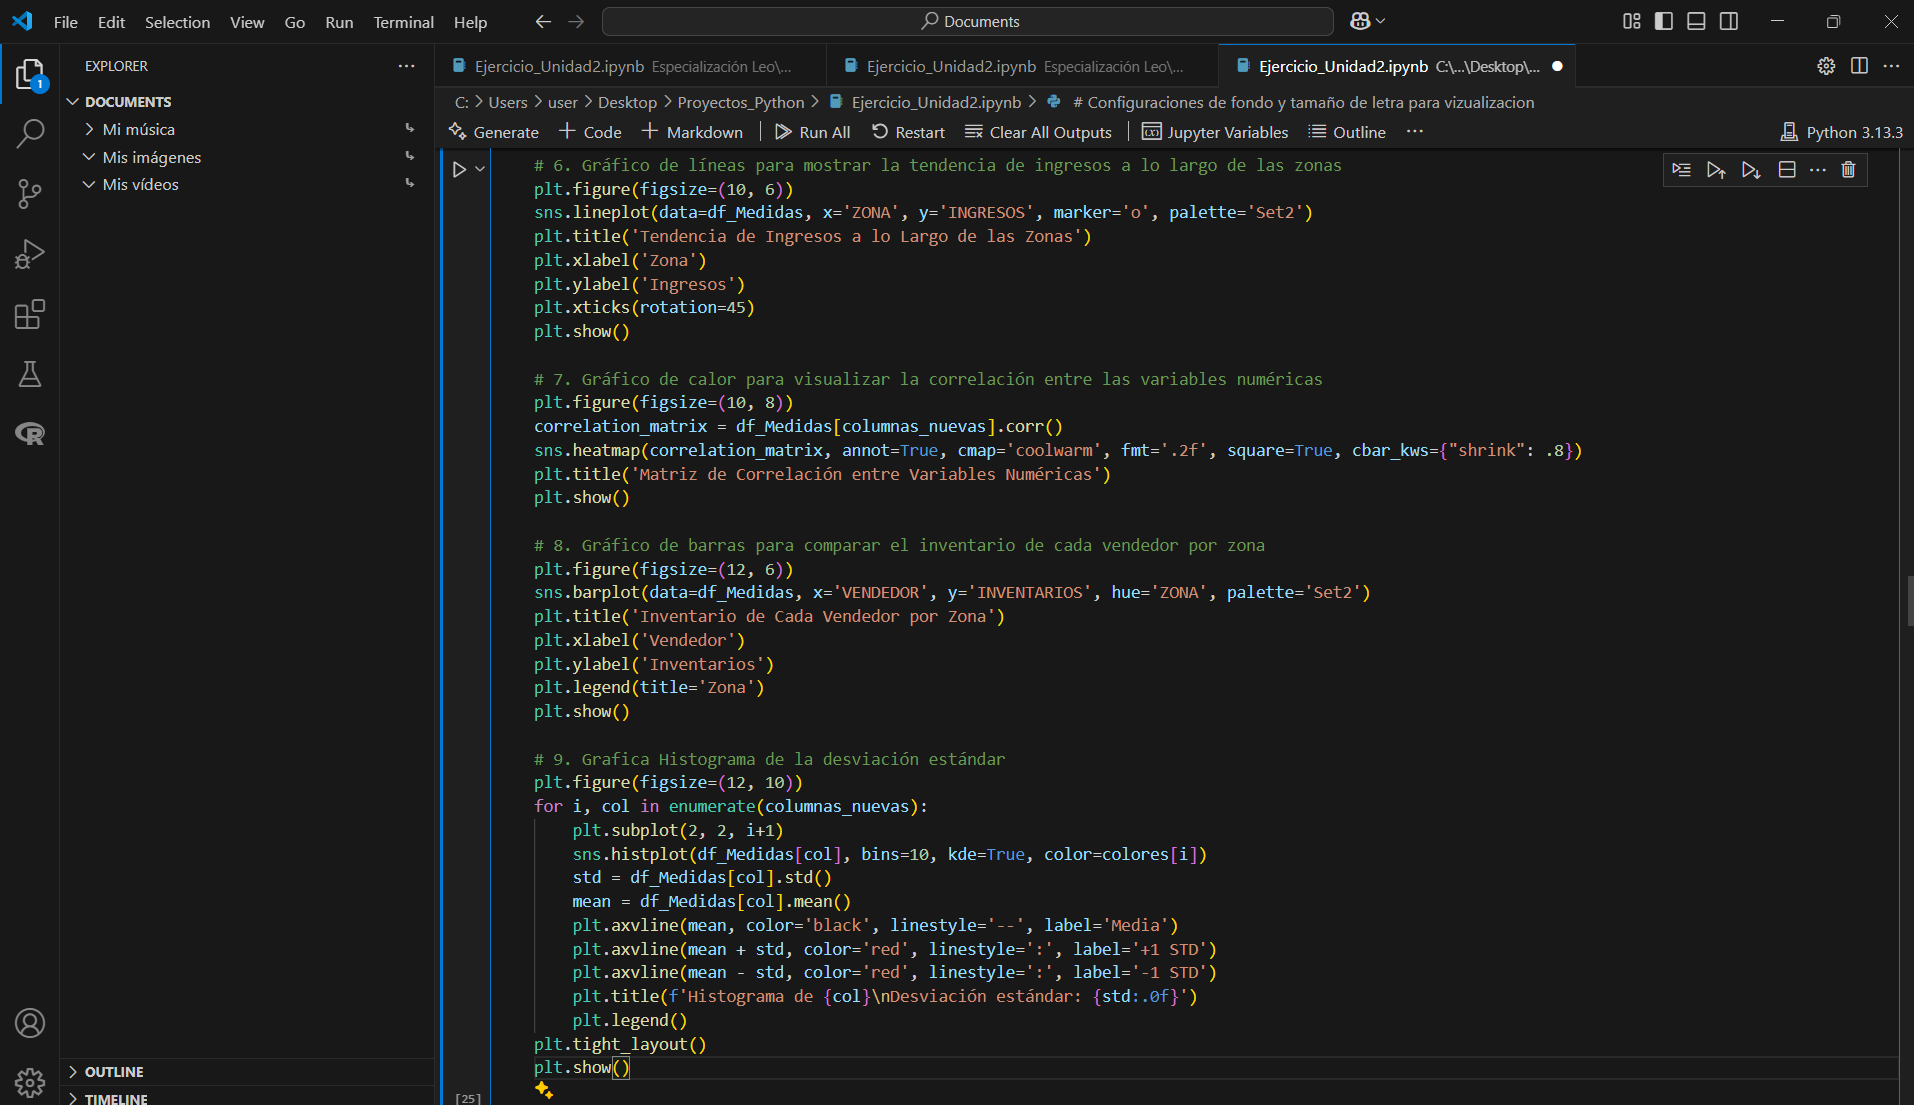 File Edit Selection View Go Run Terminal Help
Documents
EXPLORER
DOCUMENTS
Mi música
Mis imágenes
Mis vídeos
OUTLINE
TIMELINE
1
Ejercicio_Unidad2.ipynb Especialización Leo\...
Ejercicio_Unidad2.ipynb Especialización Leo\...
Ejercicio_Unidad2.ipynb C:\...\Desktop\...
C: > Users > user > Desktop > Proyectos_Python > Ejercicio_Unidad2.ipynb > # Configuraciones de fondo y tamaño de letra para vizualizacion
Generate + Code + Markdown | Run All Restart Clear All Outputs | Jupyter Variables Outline ... Python 3.13.3
# 6. Gráfico de líneas para mostrar la tendencia de ingresos a lo largo de las zonas
plt.figure(figsize=(10, 6))
sns.lineplot(data=df_Medidas, x='ZONA', y='INGRESOS', marker='o', palette='Set2')
plt.title('Tendencia de Ingresos a lo Largo de las Zonas')
plt.xlabel('Zona')
plt.ylabel('Ingresos')
plt.xticks(rotation=45)
plt.show()
# 7. Gráfico de calor para visualizar la correlación entre las variables numéricas
plt.figure(figsize=(10, 8))
correlation_matrix = df_Medidas[columnas_nuevas].corr()
sns.heatmap(correlation_matrix, annot=True, cmap='coolwarm', fmt='.2f', square=True, cbar_kws={"shrink": .8})
plt.title('Matriz de Correlación entre Variables Numéricas')
plt.show()
# 8. Gráfico de barras para comparar el inventario de cada vendedor por zona
plt.figure(figsize=(12, 6))
sns.barplot(data=df_Medidas, x='VENDEDOR', y='INVENTARIOS', hue='ZONA', palette='Set2')
plt.title('Inventario de Cada Vendedor por Zona')
plt.xlabel('Vendedor')
plt.ylabel('Inventarios')
plt.legend(title='Zona')
plt.show()
# 9. Grafica Histograma de la desviación estándar
plt.figure(figsize=(12, 10))
for i, col in enumerate(columnas_nuevas):
    plt.subplot(2, 2, i+1)
    sns.histplot(df_Medidas[col], bins=10, kde=True, color=colores[i])
    std = df_Medidas[col].std()
    mean = df_Medidas[col].mean()
    plt.axvline(mean, color='black', linestyle='--', label='Media')
    plt.axvline(mean + std, color='red', linestyle=':', label='+1 STD')
    plt.axvline(mean - std, color='red', linestyle=':', label='-1 STD')
    plt.title(f'Histograma de {col}\nDesviación estándar: {std:.0f}')
    plt.legend()
plt.tight_layout()
plt.show()
[25]